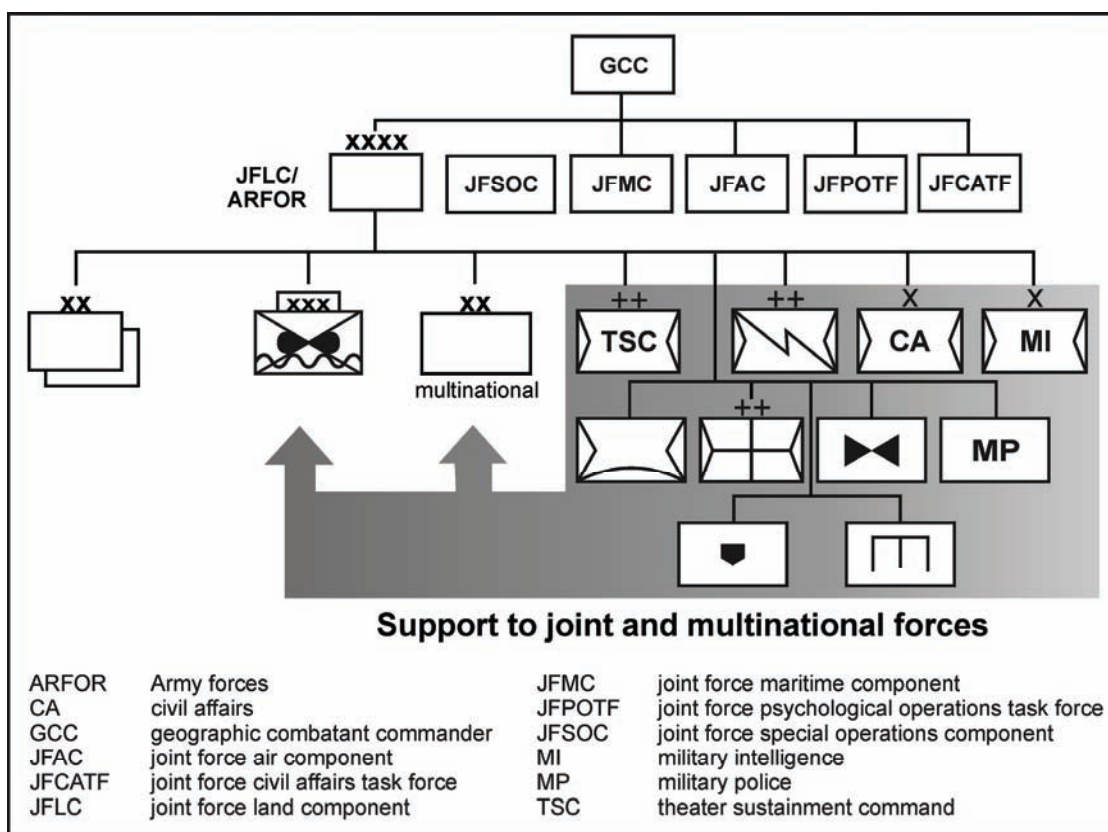 GCC
XXXX
JFLC/
ARFOR
JFSOC
JFMC
JFAC
JFPOTF
JFCATF
XX
XXX
XX
multinational
++
TSC
++
X
CA
X
MI
++
MP
Support to joint and multinational forces
ARFOR Army forces
CA civil affairs
GCC geographic combatant commander
JFAC joint force air component
JFCATF joint force civil affairs task force
JFLC joint force land component
JFMC joint force maritime component
JFPOTF joint force psychological operations task force
JFSOC joint force special operations component
MI military intelligence
MP military police
TSC theater sustainment command